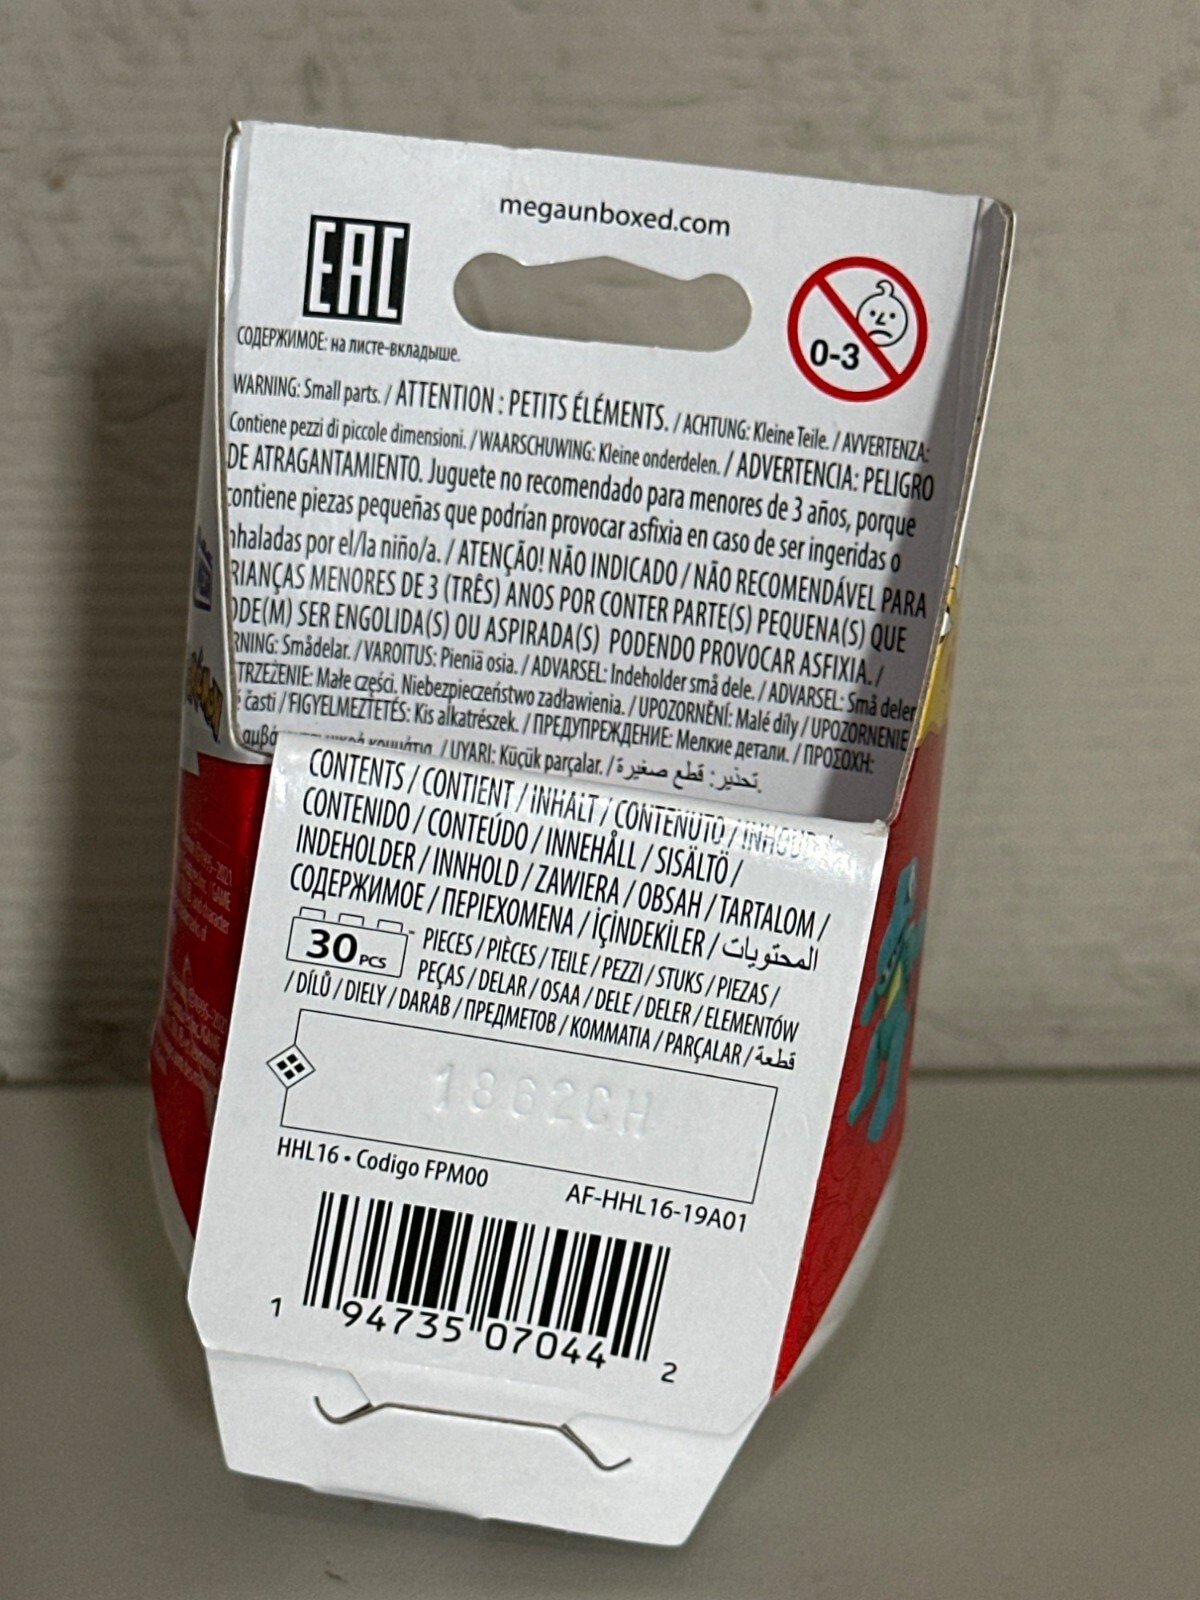 megaunboxed.com
EAC
0-3
СОДЕРЖИМОЕ: на листе-вкладыше.
WARNING: Small parts. / ATTENTION : PETITS ÉLÉMENTS. / ACHTUNG: Kleine Teile. / AVVERTENZA:
Contiene pezzi di piccole dimensioni. / WAARSCHUWING: Kleine onderdelen. / ADVERTENCIA: PELIGRO
DE ATRAGANTAMIENTO. Juguete no recomendado para menores de 3 años, porque
contiene piezas pequeñas que podrían provocar asfixia en caso de ser ingeridas o
nhaladas por el/la niño/a. / ATENÇÃO! NÃO INDICADO / NÃO RECOMENDÁVEL PARA
RIANÇAS MENORES DE 3 (TRÊS) ANOS POR CONTER PARTE(S) PEQUENA(S) QUE
ODE(M) SER ENGOLIDA(S) OU ASPIRADA(S) PODENDO PROVOCAR ASFIXIA. /
RNING: Smådelar. / VAROITUS: Pieniä osia. / ADVARSEL: Indeholder små dele. / ADVARSEL: Små deler
TRZEŻENIE: Małe części. Niebezpieczeństwo zadławienia. / UPOZORNĚNÍ: Malé díly / UPOZORNENIE
é časti / FIGYELMEZTETÉS: Kis alkatrészek. / ПРЕДУПРЕЖДЕНИЕ: Мелкие детали. / ΠΡΟΣΟΧΗ:
/ UYARI: Küçük parçalar. / تحذير: قطع صغيرة.
CONTENTS / CONTIENT / INHALT / CONTENUTO / INHOUD /
CONTENIDO / CONTEÚDO / INNEHÅLL / SISÄLTÖ /
INDEHOLDER / INNHOLD / ZAWIERA / OBSAH / TARTALOM /
СОДЕРЖИМОЕ / ΠΕΡΙΕΧΟΜΕΝΑ / İÇİNDEKİLER / المحتويات
30 PCS - PIECES / PIÈCES / TEILE / PEZZI / STUKS / PIEZAS /
PEÇAS / DELAR / OSAA / DELE / DELER / ELEMENTÓW
/ DÍLŮ / DIELY / DARAB / ПРЕДМЕТОВ / KOMMATIA / PARÇALAR / قطعة
1862CH
HHL16 • Codigo FPM00
AF-HHL16-19A01
1 94735 07044 2